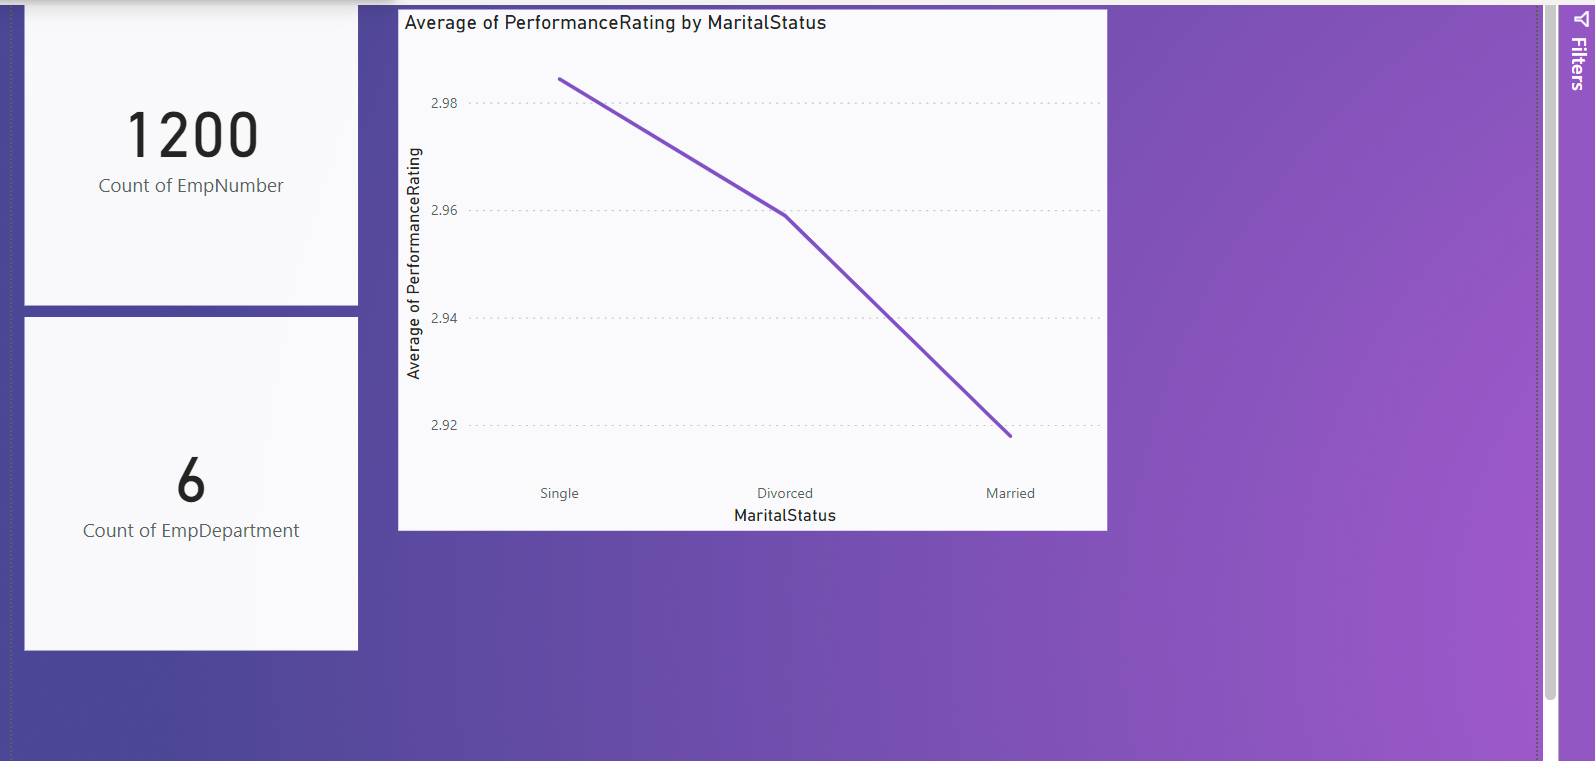 1200
Count of EmpNumber
6
Count of EmpDepartment
Average of PerformanceRating by MaritalStatus
Average of PerformanceRating
2.98
2.96
2.94
2.92
Single Divorced Married
MaritalStatus
Filters